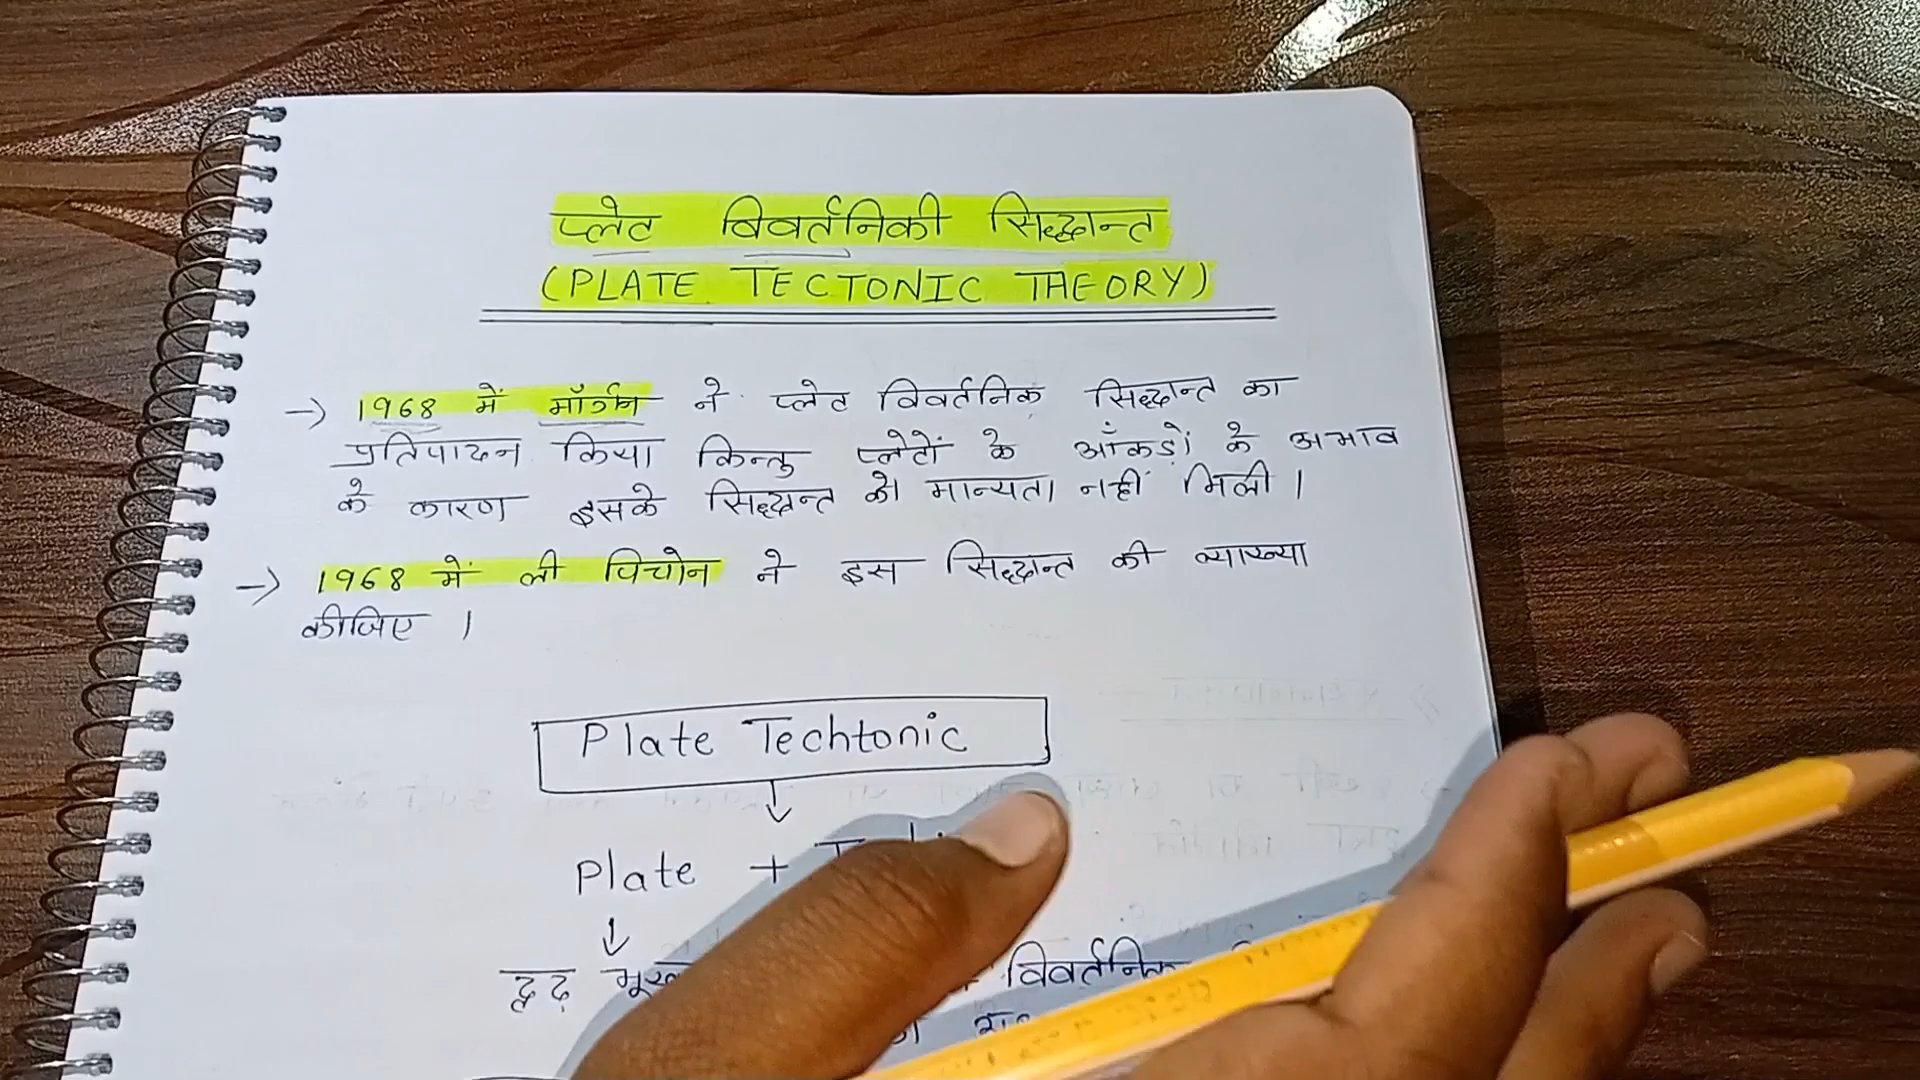 प्लेट विवर्तनिकी सिद्धान्त
(PLATE TECTONIC THEORY)
→ 1968 में मॉर्गन ने प्लेट विवर्तनिक सिद्धान्त का
प्रतिपादन किया किन्तु प्लेटों के आँकड़ों के अभाव
के कारण इसके सिद्धान्त को मान्यता नहीं मिली ।
→ 1968 में ली पिचोन ने इस सिद्धान्त की व्याख्या
कीजिए ।
Plate Techtonic
↓
Plate +
↓
दृढ़ विवर्तनिक